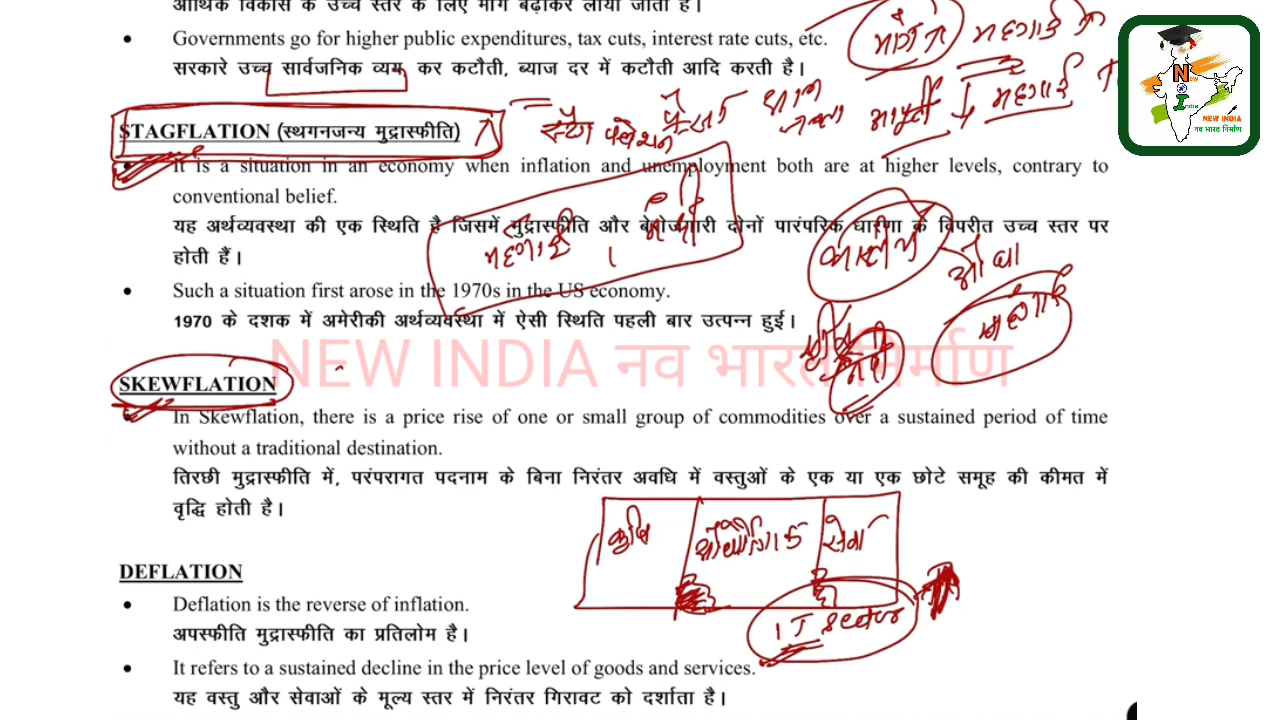 आर्थिक विकास के उच्च स्तर के लिए मांग बढ़ाकर लायी जाती है।
• Governments go for higher public expenditures, tax cuts, interest rate cuts, etc.
सरकारे उच्च सार्वजनिक व्यय कर कटौती, ब्याज दर में कटौती आदि करती है।
महगाई
महगाई
STAGFLATION (स्थगनजन्य मुद्रास्फीति)
स्टैग फ्लेशन
• It is a situation in an economy when inflation and unemployment both are at higher levels, contrary to
conventional belief.
यह अर्थव्यवस्था की एक स्थिति है जिसमें मुद्रास्फीति और बेरोजगारी दोनों पारंपरिक धारणा के विपरीत उच्च स्तर पर
होती हैं।
महंगाई
मंदी
• Such a situation first arose in the 1970s in the US economy.
1970 के दशक में अमेरीकी अर्थव्यवस्था में ऐसी स्थिति पहली बार उत्पन्न हुई।
महंगाई
NEW INDIA नव भारत निर्माण
SKEWFLATION
• In Skewflation, there is a price rise of one or small group of commodities over a sustained period of time
without a traditional destination.
तिरछी मुद्रास्फीति में, परंपरागत पदनाम के बिना निरंतर अवधि में वस्तुओं के एक या एक छोटे समूह की कीमत में
वृद्धि होती है।
कृषि औद्योगिक सेवा
IT Sector
DEFLATION
• Deflation is the reverse of inflation.
अपस्फीति मुद्रास्फीति का प्रतिलोम है।
• It refers to a sustained decline in the price level of goods and services.
यह वस्तु और सेवाओं के मूल्य स्तर में निरंतर गिरावट को दर्शाता है।
New
India
NEW INDIA
नव भारत निर्माण